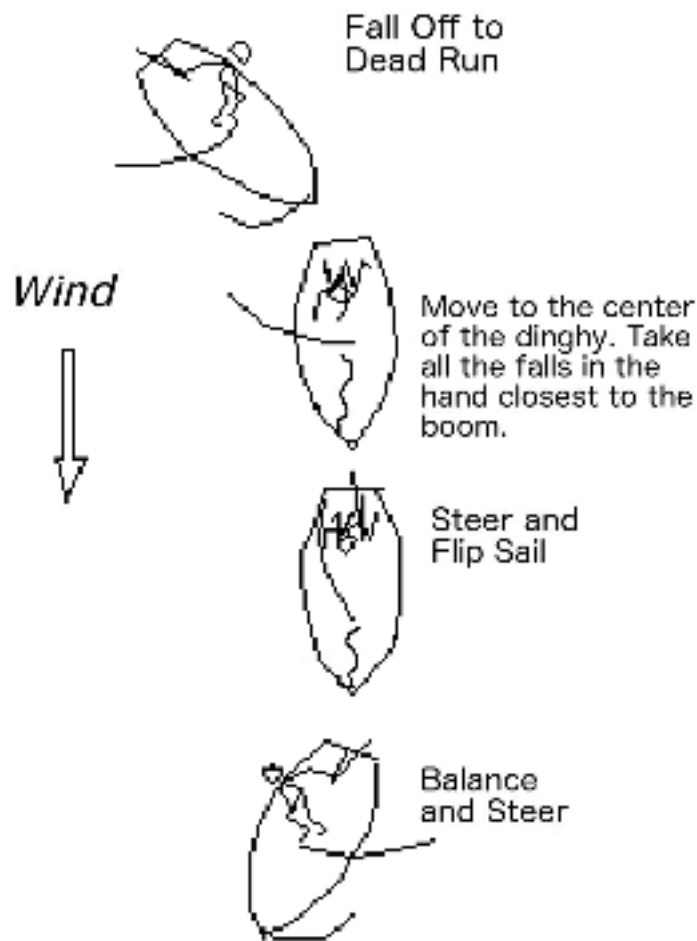 Fall Off to
Dead Run
Wind
Move to the center
of the dinghy. Take
all the falls in the
hand closest to the
boom.
Steer and
Flip Sail
Balance
and Steer